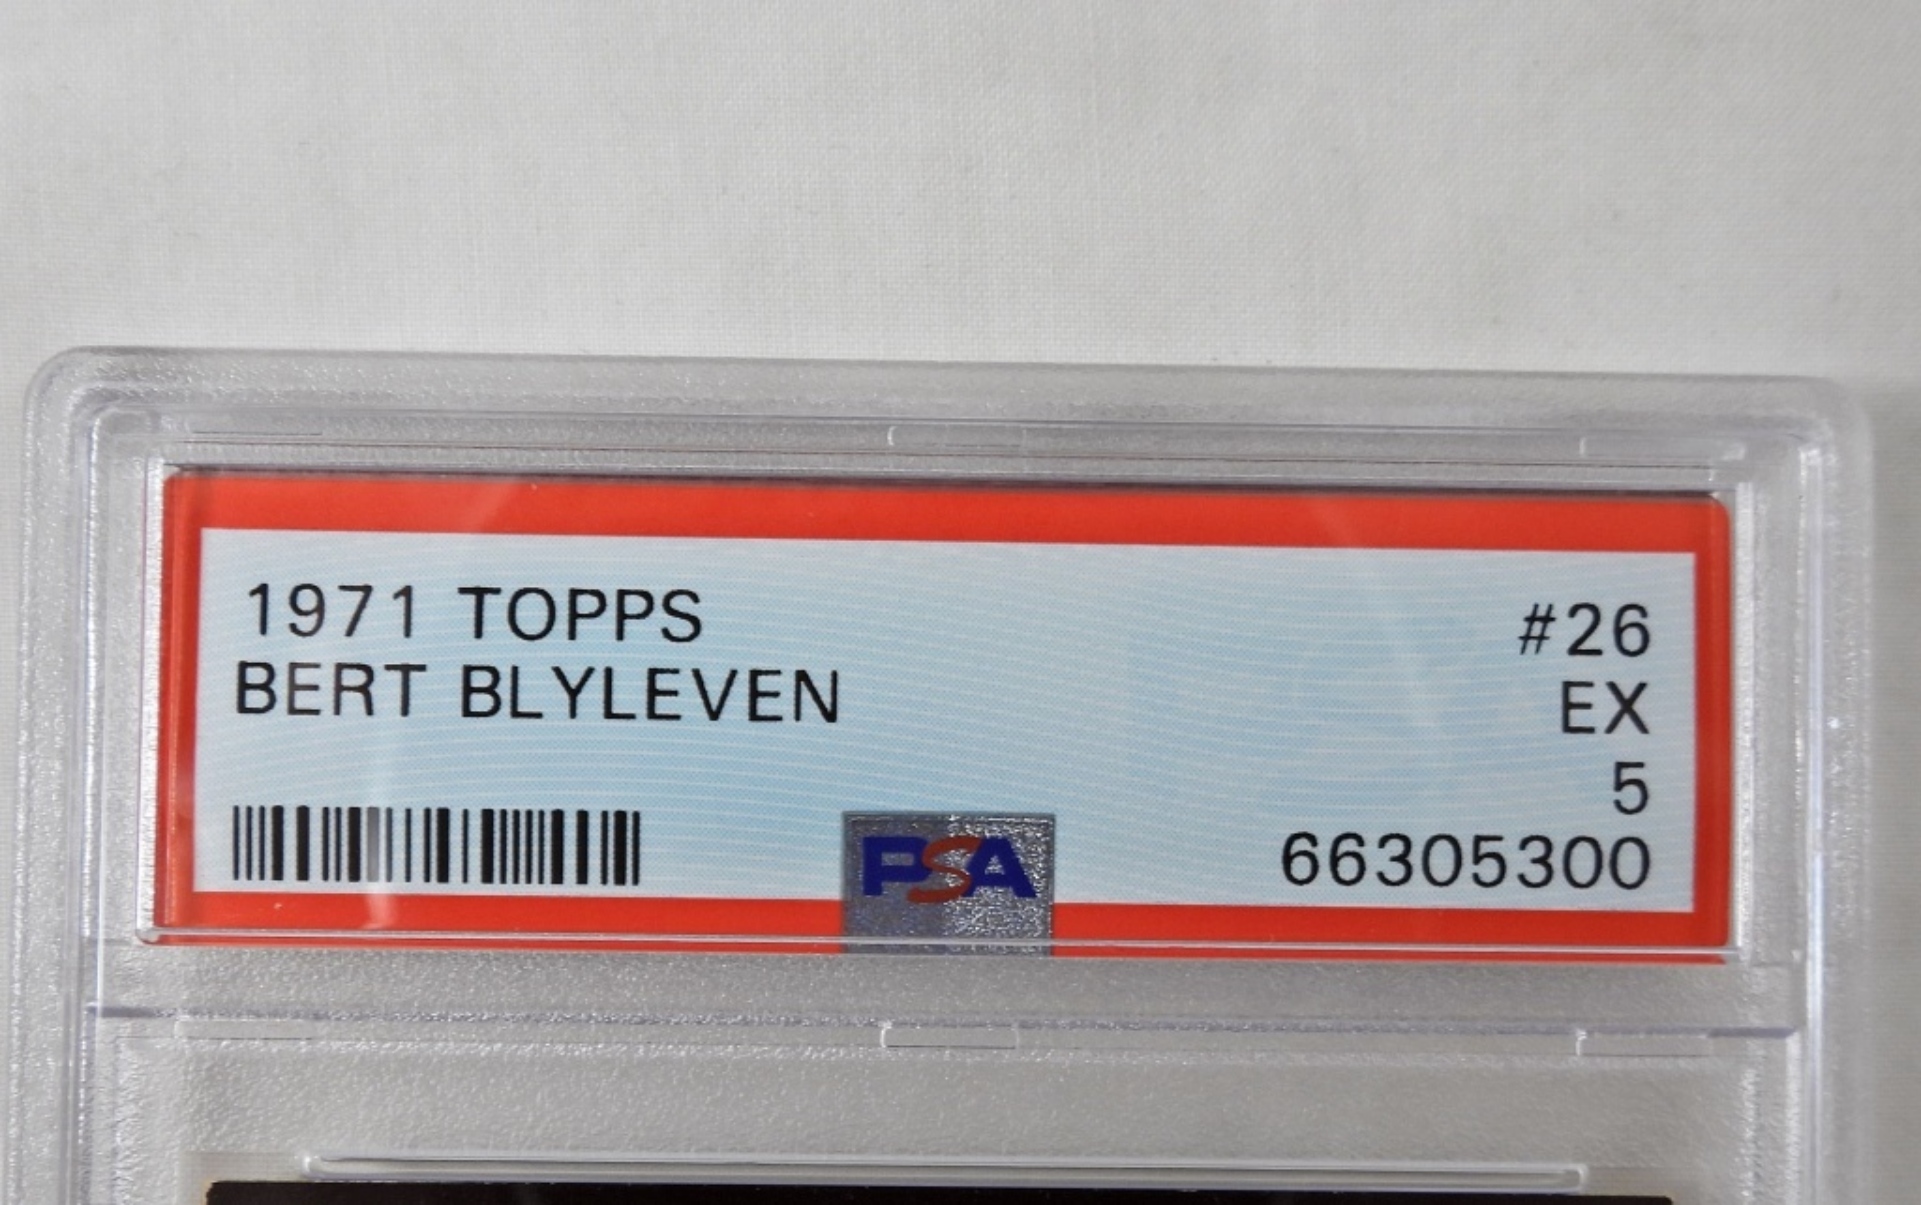 1971 TOPPS #26
BERT BLYLEVEN EX
5
PSA 66305300